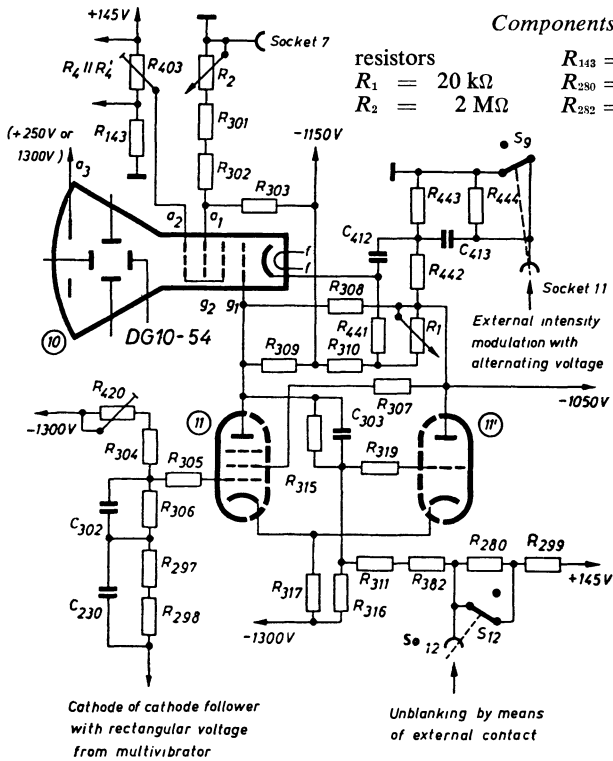 Components
resistors
R₁ = 20 kΩ
R₂ = 2 MΩ
R₁₄₃ =
R₂₈₀ =
R₂₈₂ =
+145V
R₄ // R₄′
R₄₀₃
R₁₄₃
(+250V or
1300V)
a₃
Socket 7
R₂
R₃₀₁
R₃₀₂
R₃₀₃
-1150V
a₂
a₁
g₂
g₁
f
f
10
DG10-54
S₉
R₄₄₃
R₄₄₄
C₄₁₂
C₄₁₃
R₄₄₂
Socket 11
External intensity
modulation with
alternating voltage
R₃₀₈
R₄₄₁
R₁
R₃₀₉
R₃₁₀
R₃₀₇
-1050V
R₄₂₀
-1300V
R₃₀₄
R₃₀₅
11
C₃₀₃
R₃₁₅
R₃₁₉
11'
C₃₀₂
R₃₀₆
R₂₉₇
C₂₃₀
R₂₉₈
R₃₁₇
R₃₁₆
-1300V
R₃₁₁
R₃₈₂
R₂₈₀
R₂₉₉
+145V
S₁₂
So 12
Cathode of cathode follower
with rectangular voltage
from multivibrator
Unblanking by means
of external contact